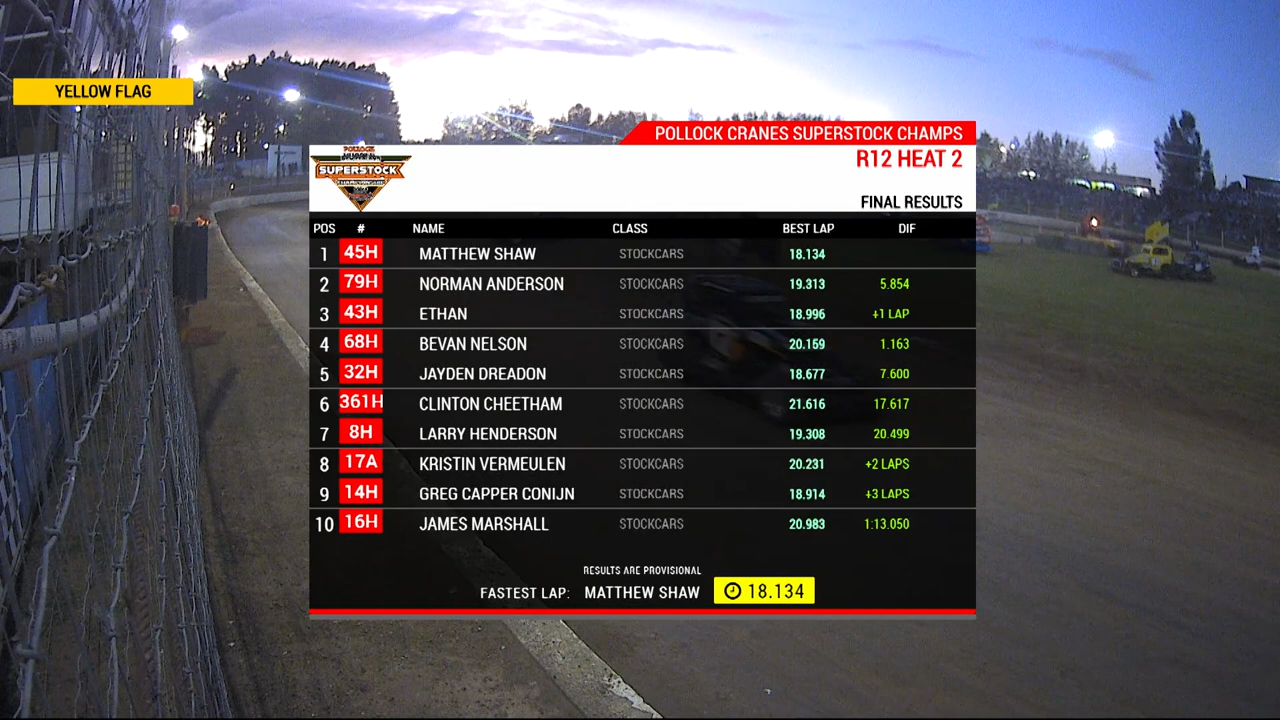 YELLOW FLAG
POLLOCK CRANES SUPERSTOCK CHAMPS
R12 HEAT 2
FINAL RESULTS
POLLOCK
SUPERSTOCK
POS # NAME CLASS BEST LAP DIF
1 45H MATTHEW SHAW STOCKCARS 18.134
2 79H NORMAN ANDERSON STOCKCARS 19.313 5.854
3 43H ETHAN STOCKCARS 18.996 +1 LAP
4 68H BEVAN NELSON STOCKCARS 20.159 1.163
5 32H JAYDEN DREADON STOCKCARS 18.677 7.600
6 361H CLINTON CHEETHAM STOCKCARS 21.616 17.617
7 8H LARRY HENDERSON STOCKCARS 19.308 20.499
8 17A KRISTIN VERMEULEN STOCKCARS 20.231 +2 LAPS
9 14H GREG CAPPER CONIJN STOCKCARS 18.914 +3 LAPS
10 16H JAMES MARSHALL STOCKCARS 20.983 1:13.050
RESULTS ARE PROVISIONAL
FASTEST LAP: MATTHEW SHAW 18.134